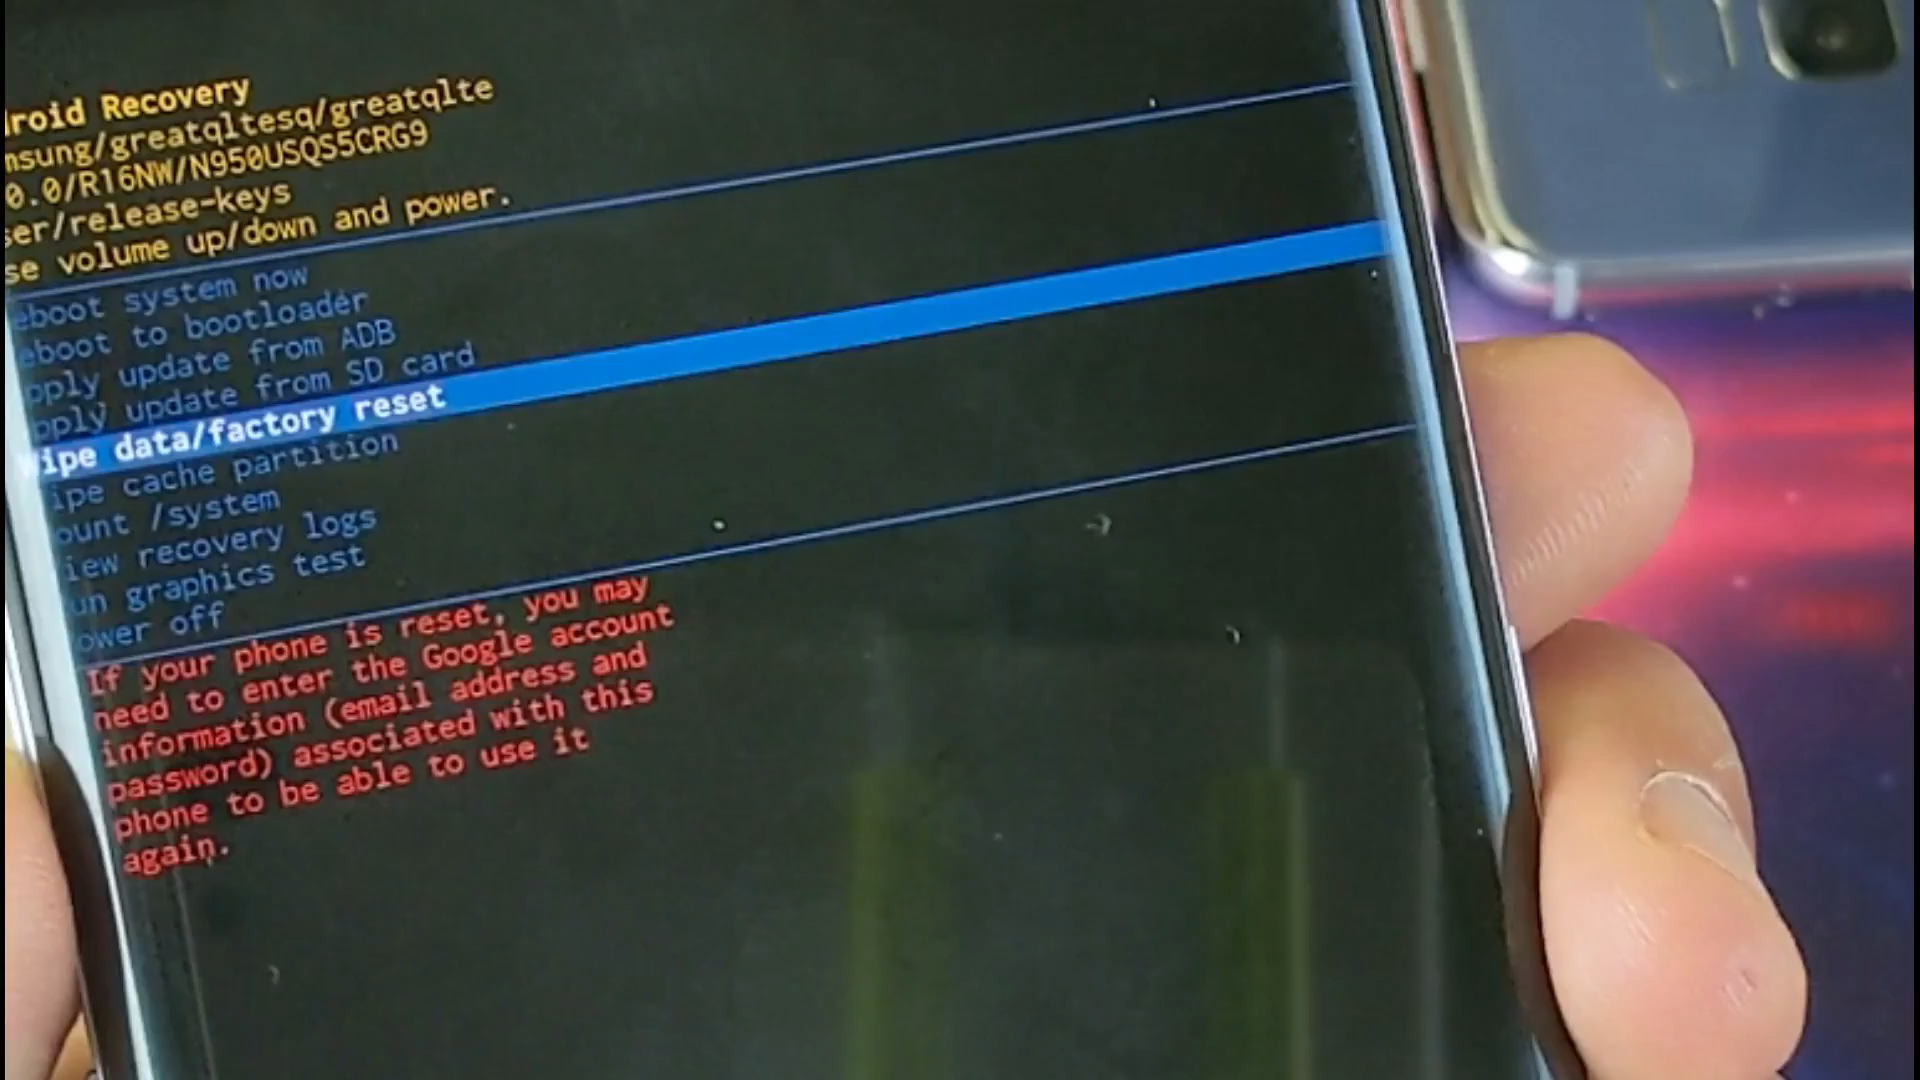 droid Recovery
msung/greatqltesq/greatqlte
0.0/R16NW/N950USQS5CRG9
ser/release-keys
se volume up/down and power.
eboot system now
eboot to bootloader
pply update from ADB
pply update from SD card
Wipe data/factory reset
ipe cache partition
ount /system
iew recovery logs
un graphics test
ower off
If your phone is reset, you may
need to enter the Google account
information (email address and
password) associated with this
phone to be able to use it
again.